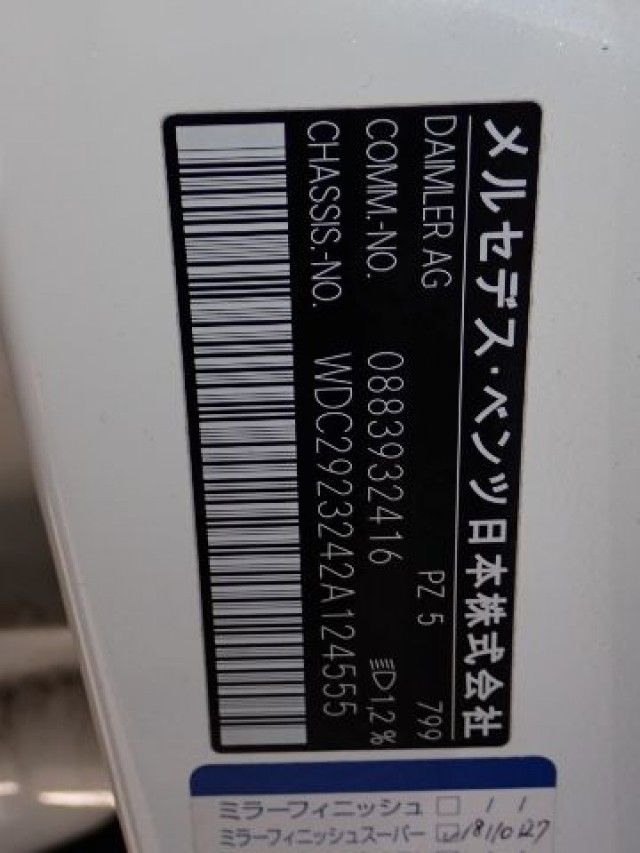 メルセデス・ベンツ日本株式会社
DAIMLER AG PZ 5 799
COMM.-NO. 0883932416 1,2%
CHASSIS.-NO. WDC2923242A124555
ミラーフィニッシュ □ / /
ミラーフィニッシュスーパー